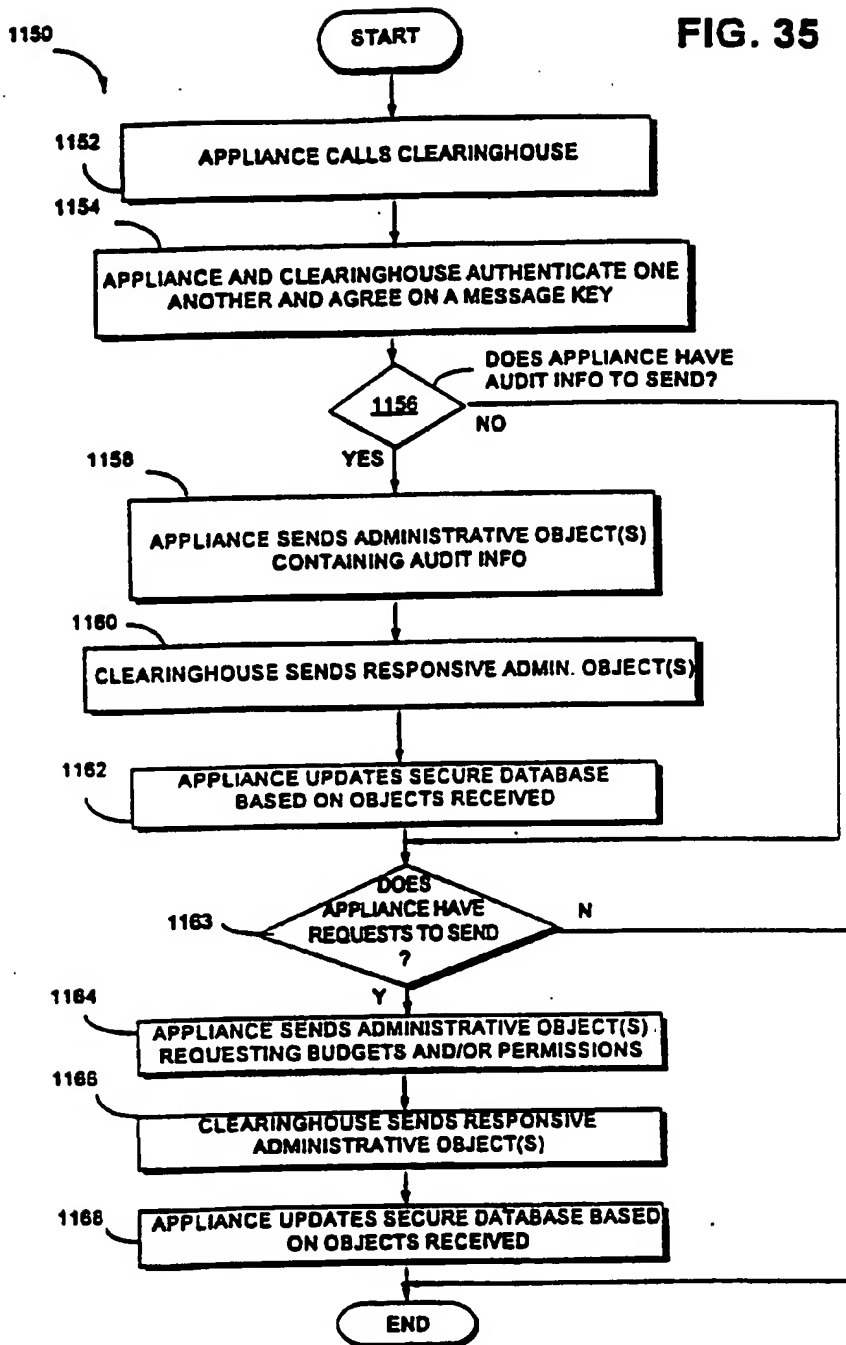 FIG. 35
1150
START
1152
APPLIANCE CALLS CLEARINGHOUSE
1154
APPLIANCE AND CLEARINGHOUSE AUTHENTICATE ONE
ANOTHER AND AGREE ON A MESSAGE KEY
DOES APPLIANCE HAVE
AUDIT INFO TO SEND?
1156
NO
YES
1158
APPLIANCE SENDS ADMINISTRATIVE OBJECT(S)
CONTAINING AUDIT INFO
1160
CLEARINGHOUSE SENDS RESPONSIVE ADMIN. OBJECT(S)
1162
APPLIANCE UPDATES SECURE DATABASE
BASED ON OBJECTS RECEIVED
DOES
APPLIANCE HAVE
REQUESTS TO SEND
?
1163
N
Y
1164
APPLIANCE SENDS ADMINISTRATIVE OBJECT(S)
REQUESTING BUDGETS AND/OR PERMISSIONS
1166
CLEARINGHOUSE SENDS RESPONSIVE
ADMINISTRATIVE OBJECT(S)
1168
APPLIANCE UPDATES SECURE DATABASE BASED
ON OBJECTS RECEIVED
END